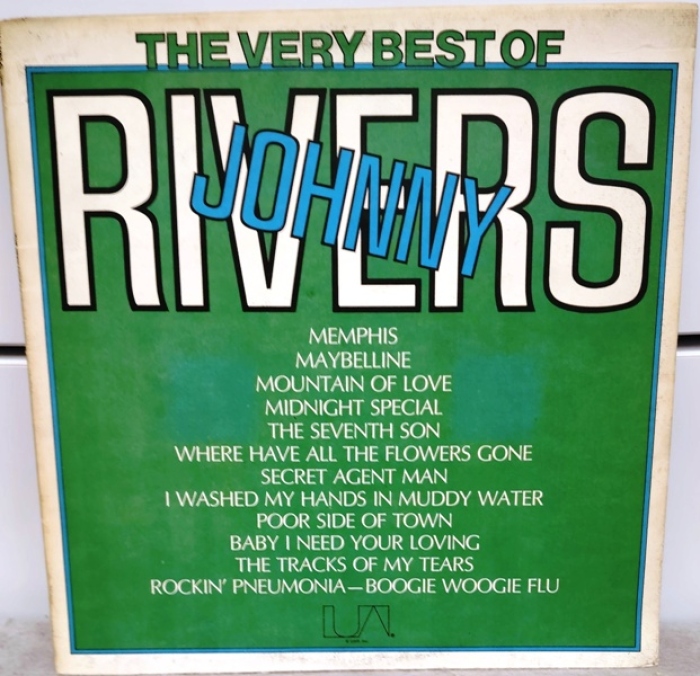 THE VERY BEST OF
JOHNNY
RIVERS
MEMPHIS
MAYBELLINE
MOUNTAIN OF LOVE
MIDNIGHT SPECIAL
THE SEVENTH SON
WHERE HAVE ALL THE FLOWERS GONE
SECRET AGENT MAN
I WASHED MY HANDS IN MUDDY WATER
POOR SIDE OF TOWN
BABY I NEED YOUR LOVING
THE TRACKS OF MY TEARS
ROCKIN' PNEUMONIA—BOOGIE WOOGIE FLU
UA